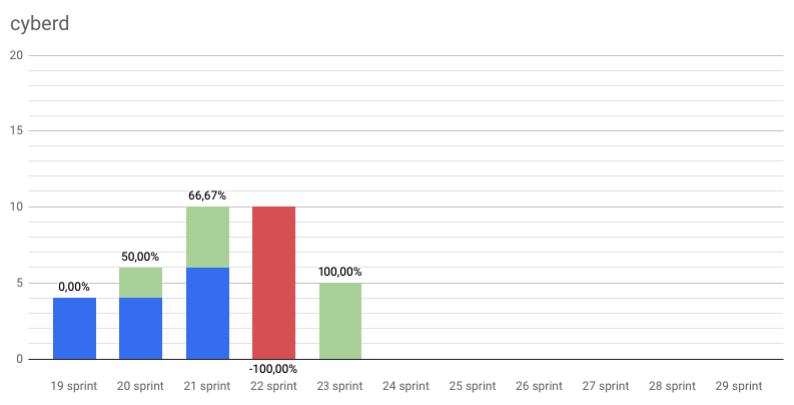 cyberd
20
15
10
5
0
66,67%
50,00%
0,00%
100,00%
-100,00%
19 sprint
20 sprint
21 sprint
22 sprint
23 sprint
24 sprint
25 sprint
26 sprint
27 sprint
28 sprint
29 sprint